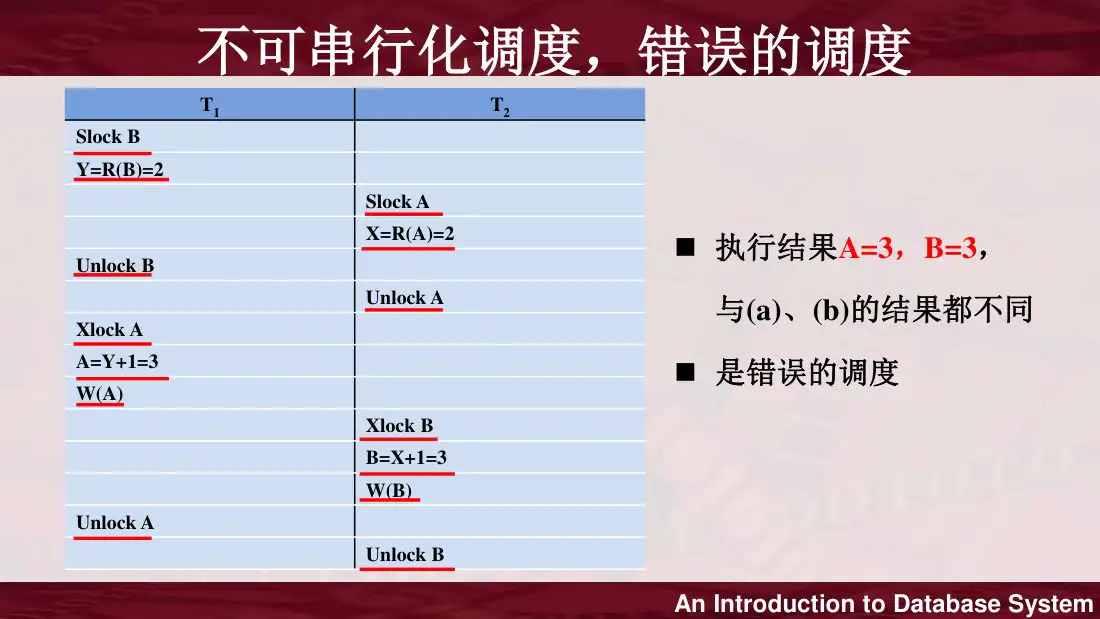 不可串行化调度，错误的调度
T1 T2
Slock B
Y=R(B)=2
Slock A
X=R(A)=2
Unlock B
Unlock A
Xlock A
A=Y+1=3
W(A)
Xlock B
B=X+1=3
W(B)
Unlock A
Unlock B
■ 执行结果A=3，B=3，
与(a)、(b)的结果都不同
■ 是错误的调度
An Introduction to Database System